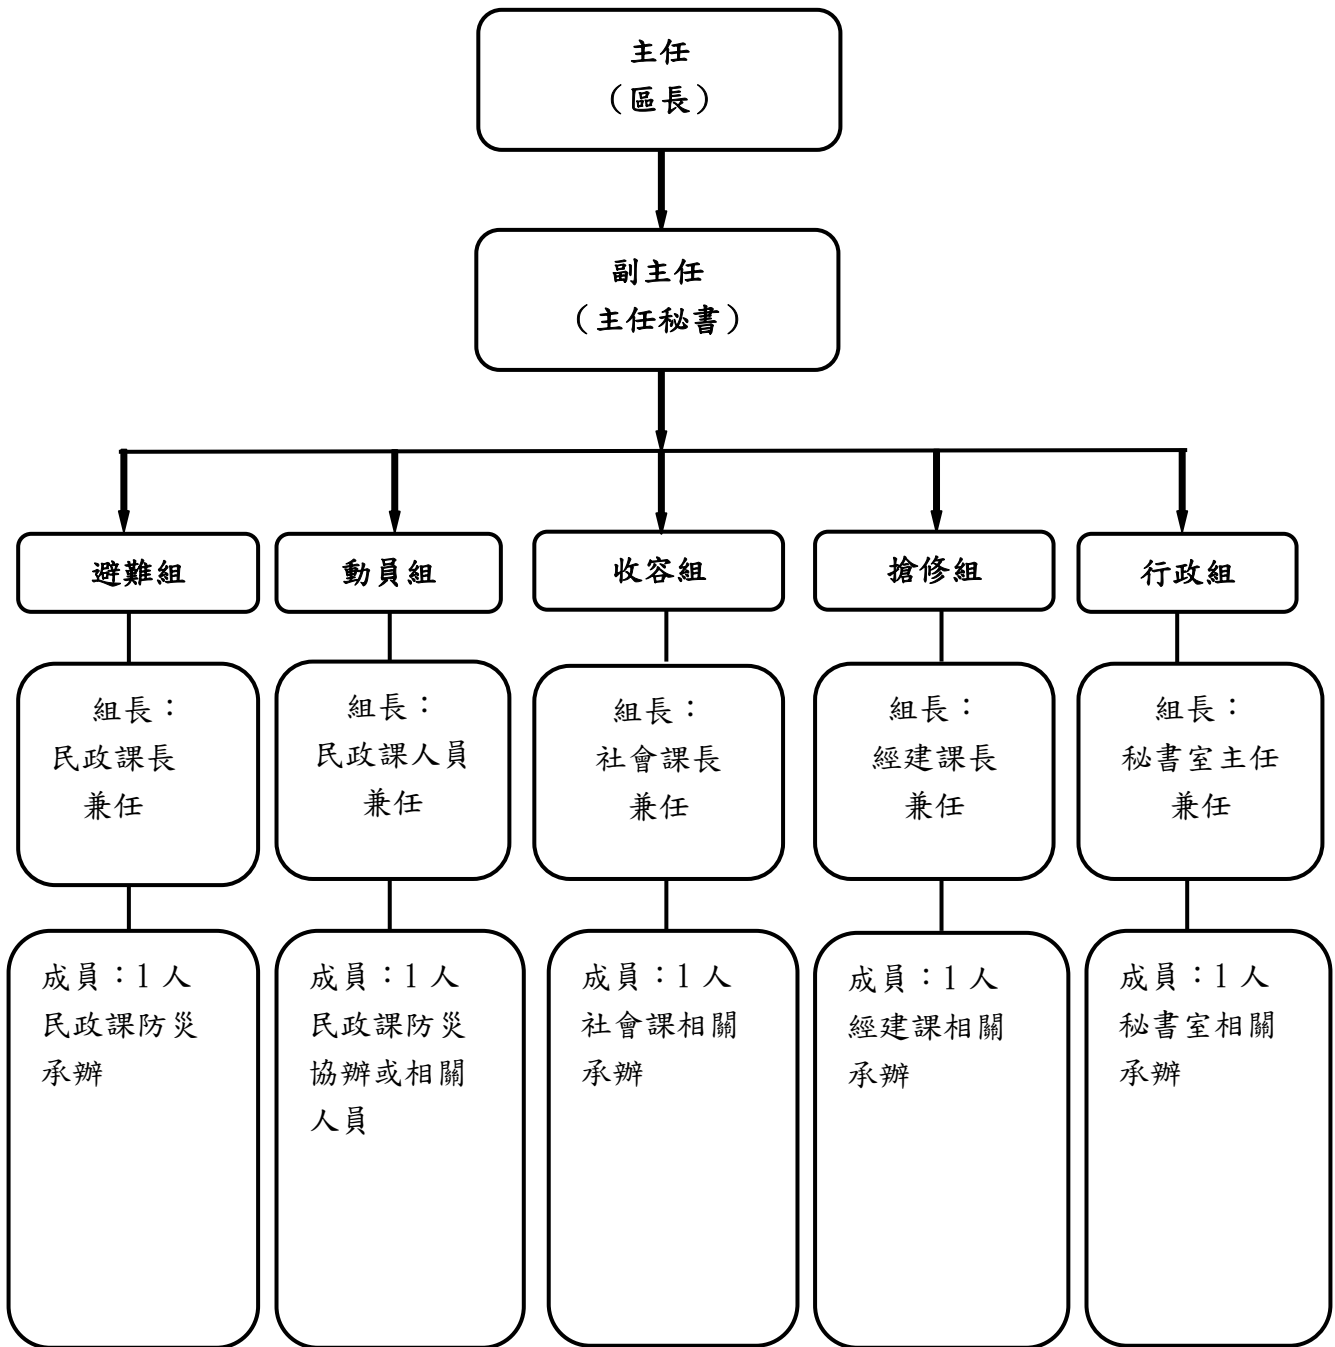 主任
（區長）
副主任
（主任秘書）
避難組
動員組
收容組
搶修組
行政組
組長：
民政課長
兼任
組長：
民政課人員
兼任
組長：
社會課長
兼任
組長：
經建課長
兼任
組長：
秘書室主任
兼任
成員：1 人
民政課防災
承辦
成員：1 人
民政課防災
協辦或相關
人員
成員：1 人
社會課相關
承辦
成員：1 人
經建課相關
承辦
成員：1 人
秘書室相關
承辦